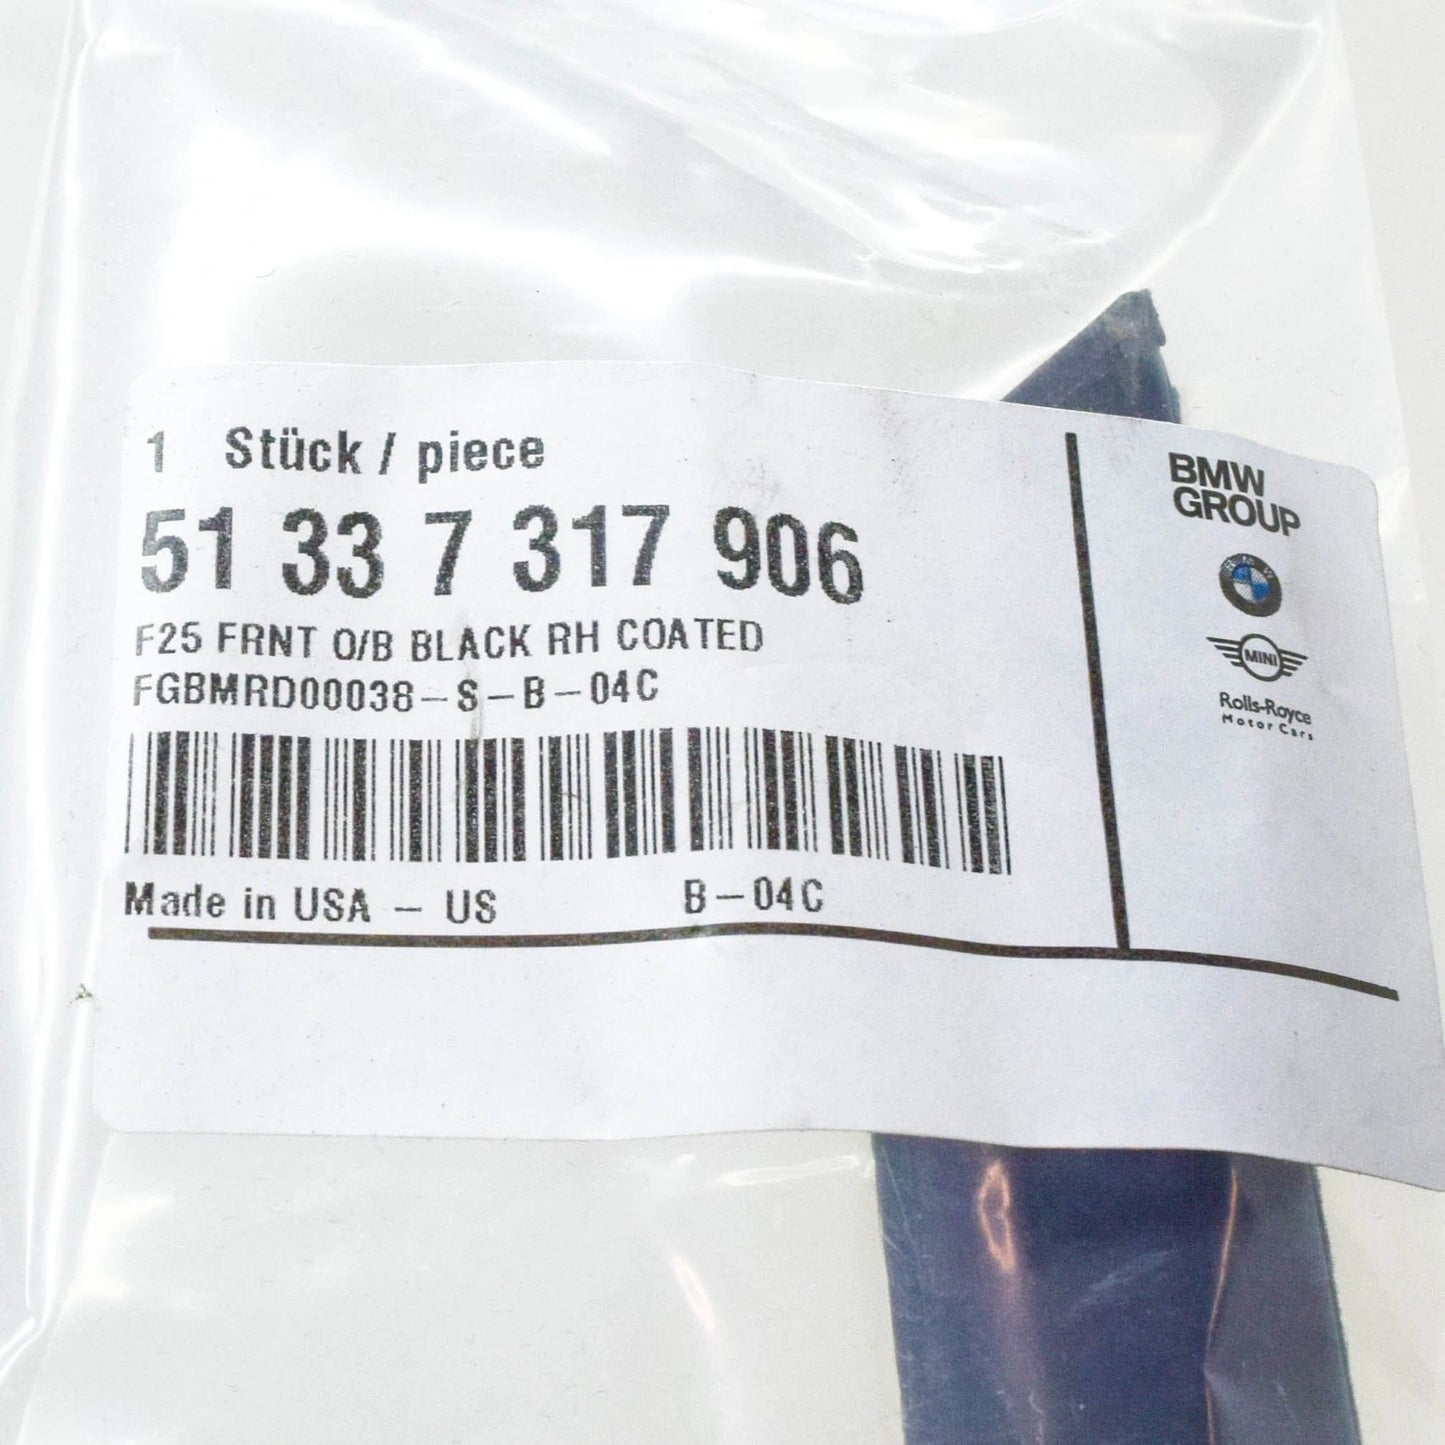 1 Stück / piece
51 33 7 317 906
F25 FRNT O/B BLACK RH COATED
FGBMRD00038-S-B-04C
Made in USA - US B-04C
BMW
GROUP
BMW
MINI
Rolls-Royce
Motor Cars